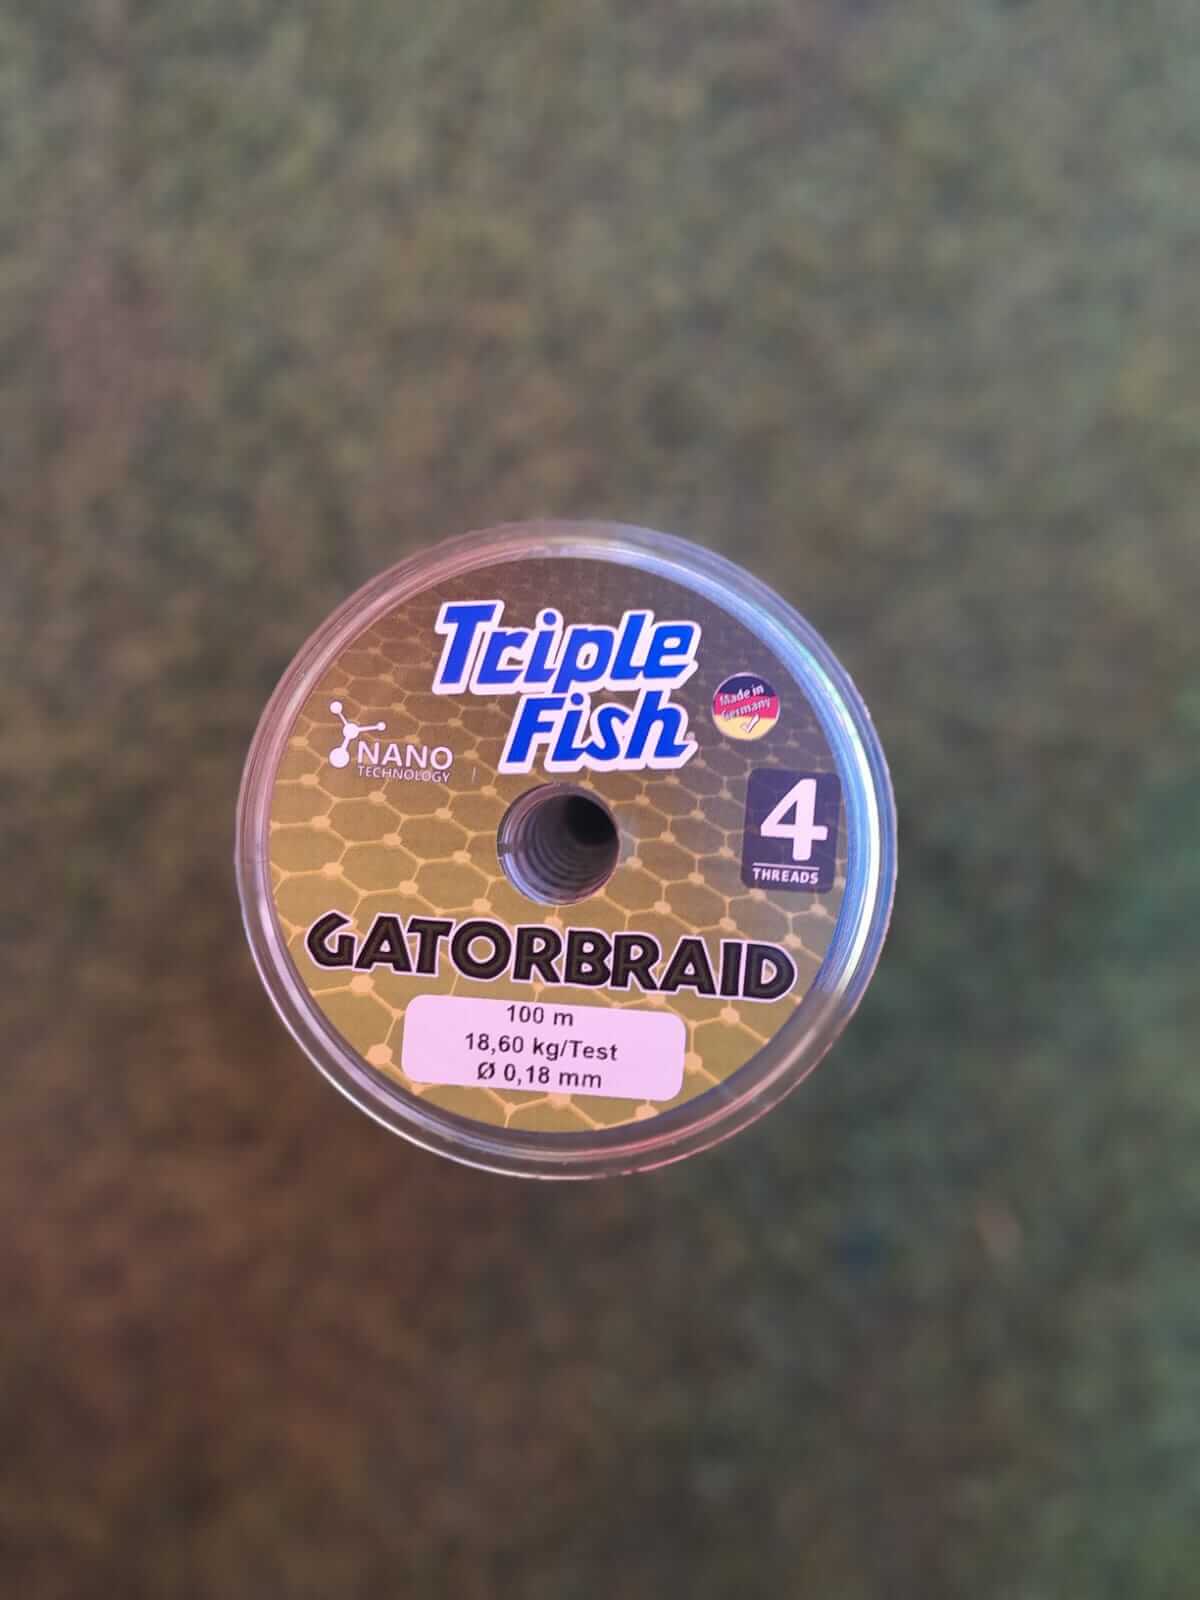 Triple
Fish
Made in
Germany
NANO
TECHNOLOGY
4
THREADS
GATORBRAID
100 m
18,60 kg/Test
Ø 0,18 mm